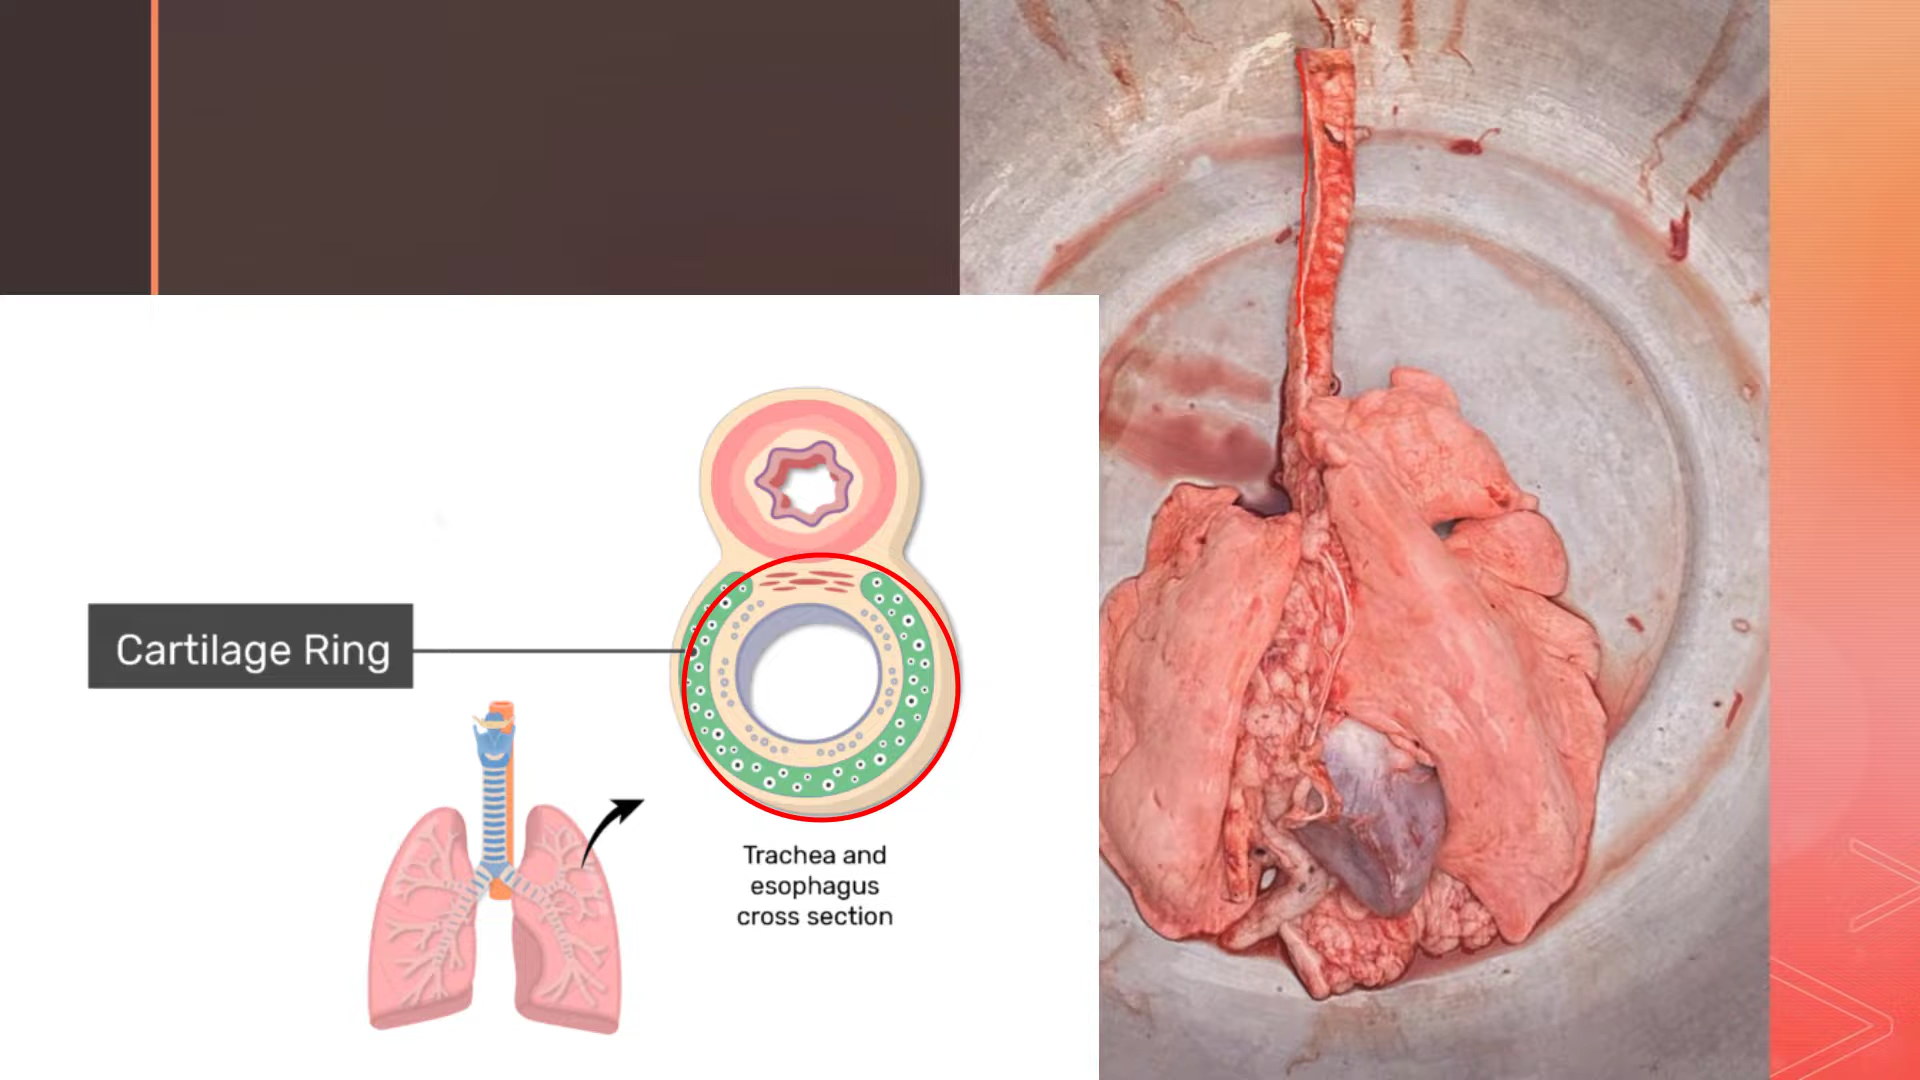 Cartilage Ring
Trachea and
esophagus
cross section